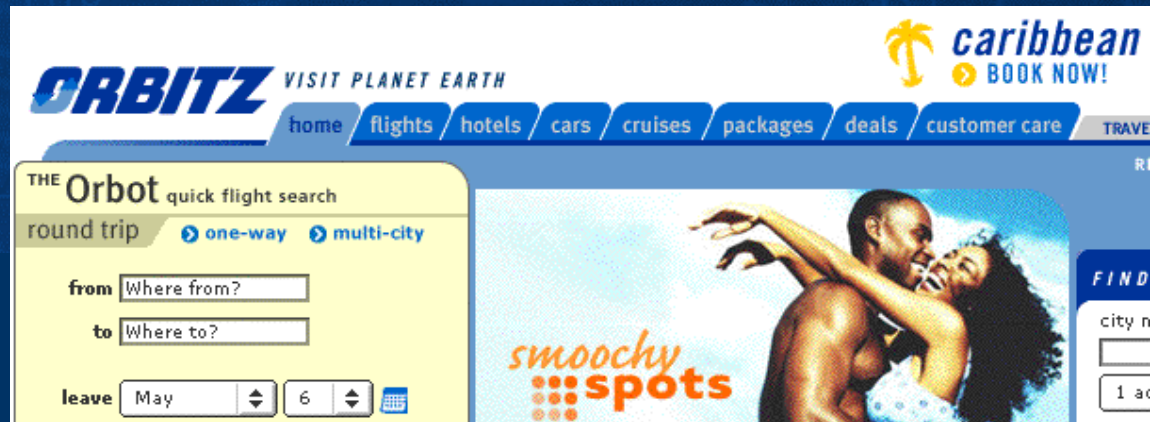 caribbean
BOOK NOW!
ORBITZ VISIT PLANET EARTH
home flights hotels cars cruises packages deals customer care
THE Orbot quick flight search
round trip one-way multi-city
from Where from?
to Where to?
leave May 6
smoochy
spots
FIND
city
1